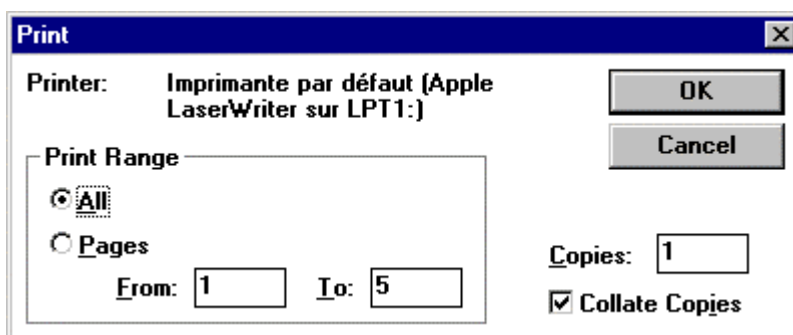 Print
Printer: Imprimante par défaut (Apple
LaserWriter sur LPT1:)
OK
Cancel
Print Range
All
Pages
From: 1 To: 5
Copies: 1
Collate Copies